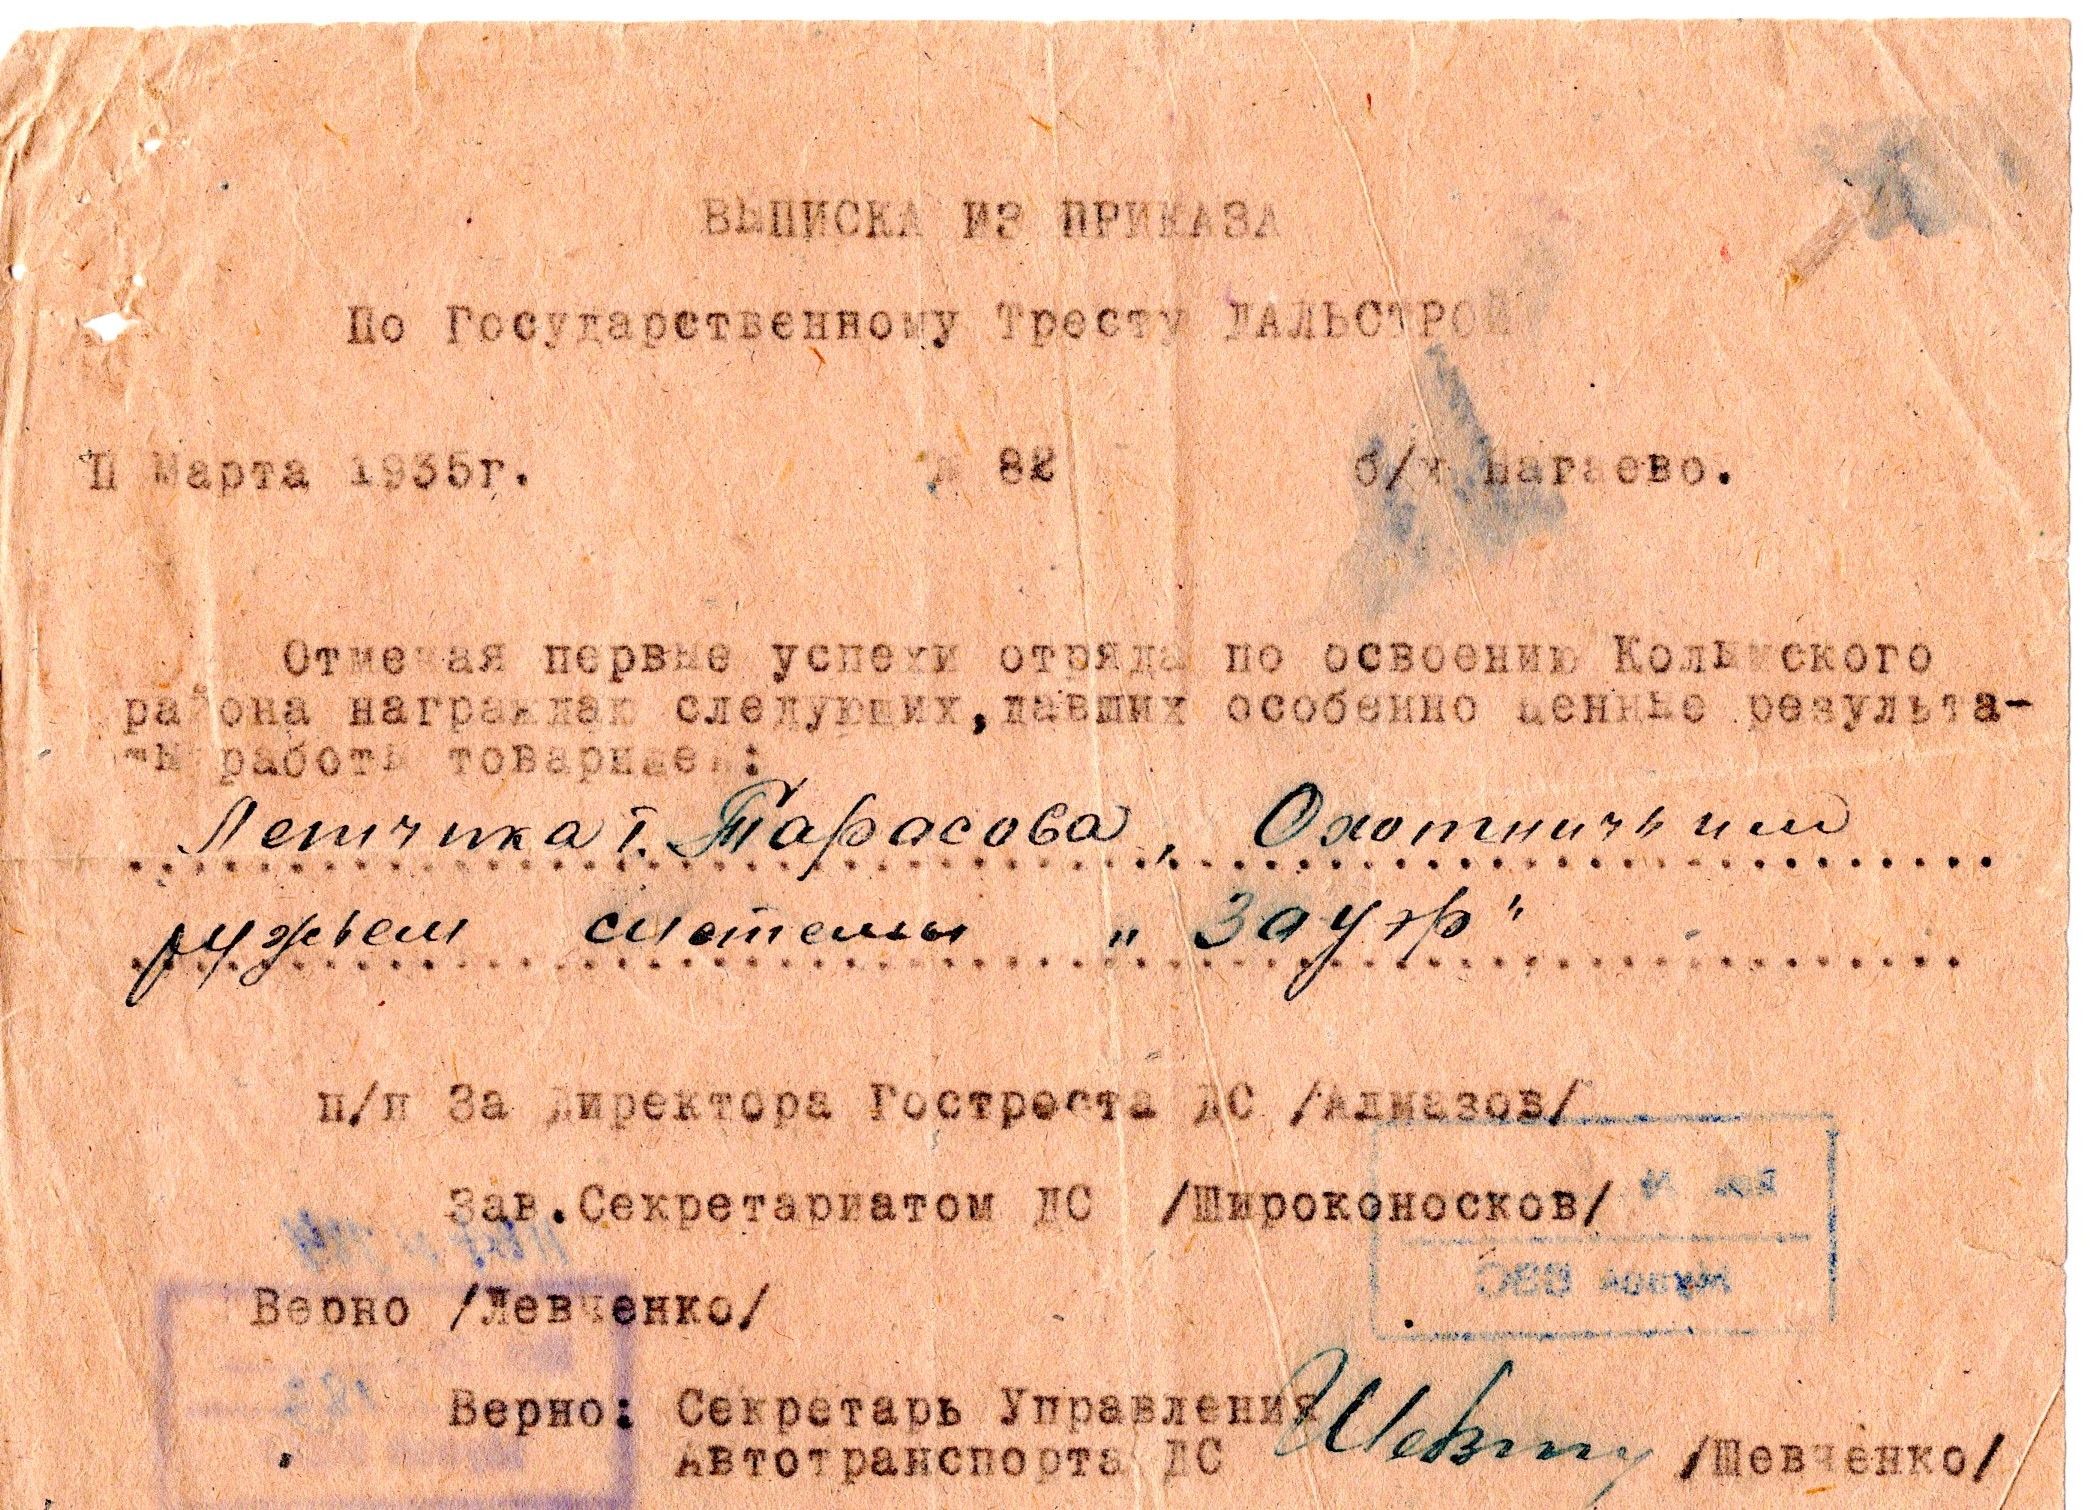 ВЫПИСКА ИЗ ПРИКАЗА
По Государственному Тресту ДАЛЬСТРОЙ
II Марта 1935г. № 82 б/х Нагаево.
Отмечая первые успехи отряда по освоению Колымского
района награждаю следующих,давших особенно ценные результа-
ты работы товарищей:
Летчика т. Тарасова, Охотничьим
ружьем системы "Зауэр"
п/п За Директора Гостреста ДС /Алмазов/
Зав.Секретариатом ДС /Широконосков/
Верно /Левченко/
Верно: Секретарь Управления
Автотранспорта ДС /Шевченко/